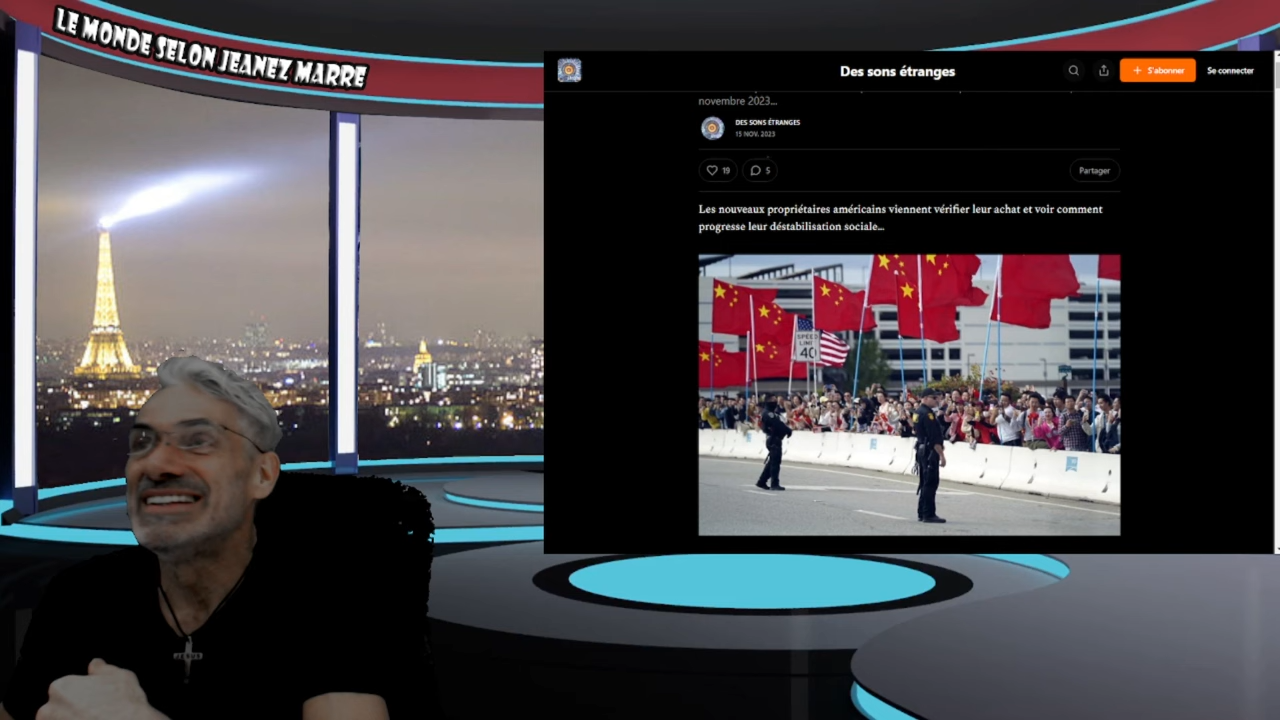 LE MONDE SELON JEANEZ MARRE
Des sons étranges
S'abonner
Se connecter
novembre 2023...
DES SONS ÉTRANGES
15 NOV. 2023
19
5
Partager
Les nouveaux propriétaires américains viennent vérifier leur achat et voir comment
progresse leur déstabilisation sociale...
SPEED
LIMIT
40